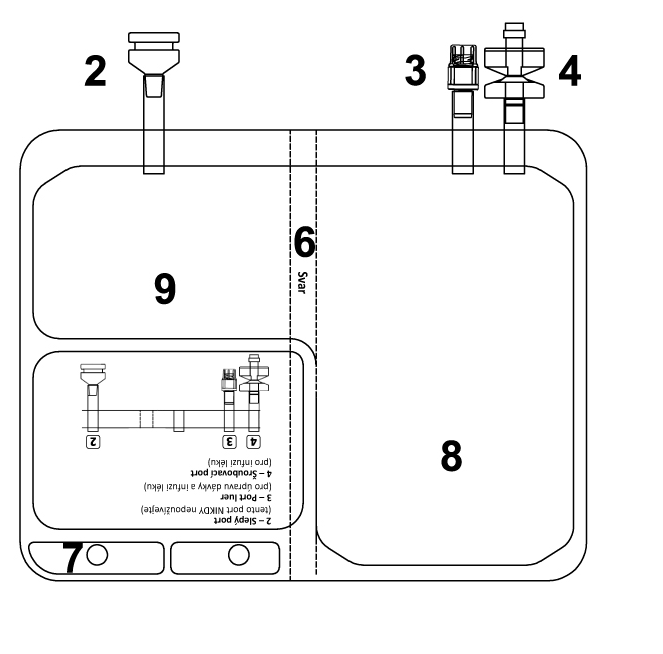 2
3
4
6
Svar
9
8
7
2 – Slepý port
(tento port NIKDY nepoužívejte)
3 – Port luer
(pro úpravu dávky a infuzi léku)
4 – Šroubovací port
(pro infuzi léku)
2
3
4